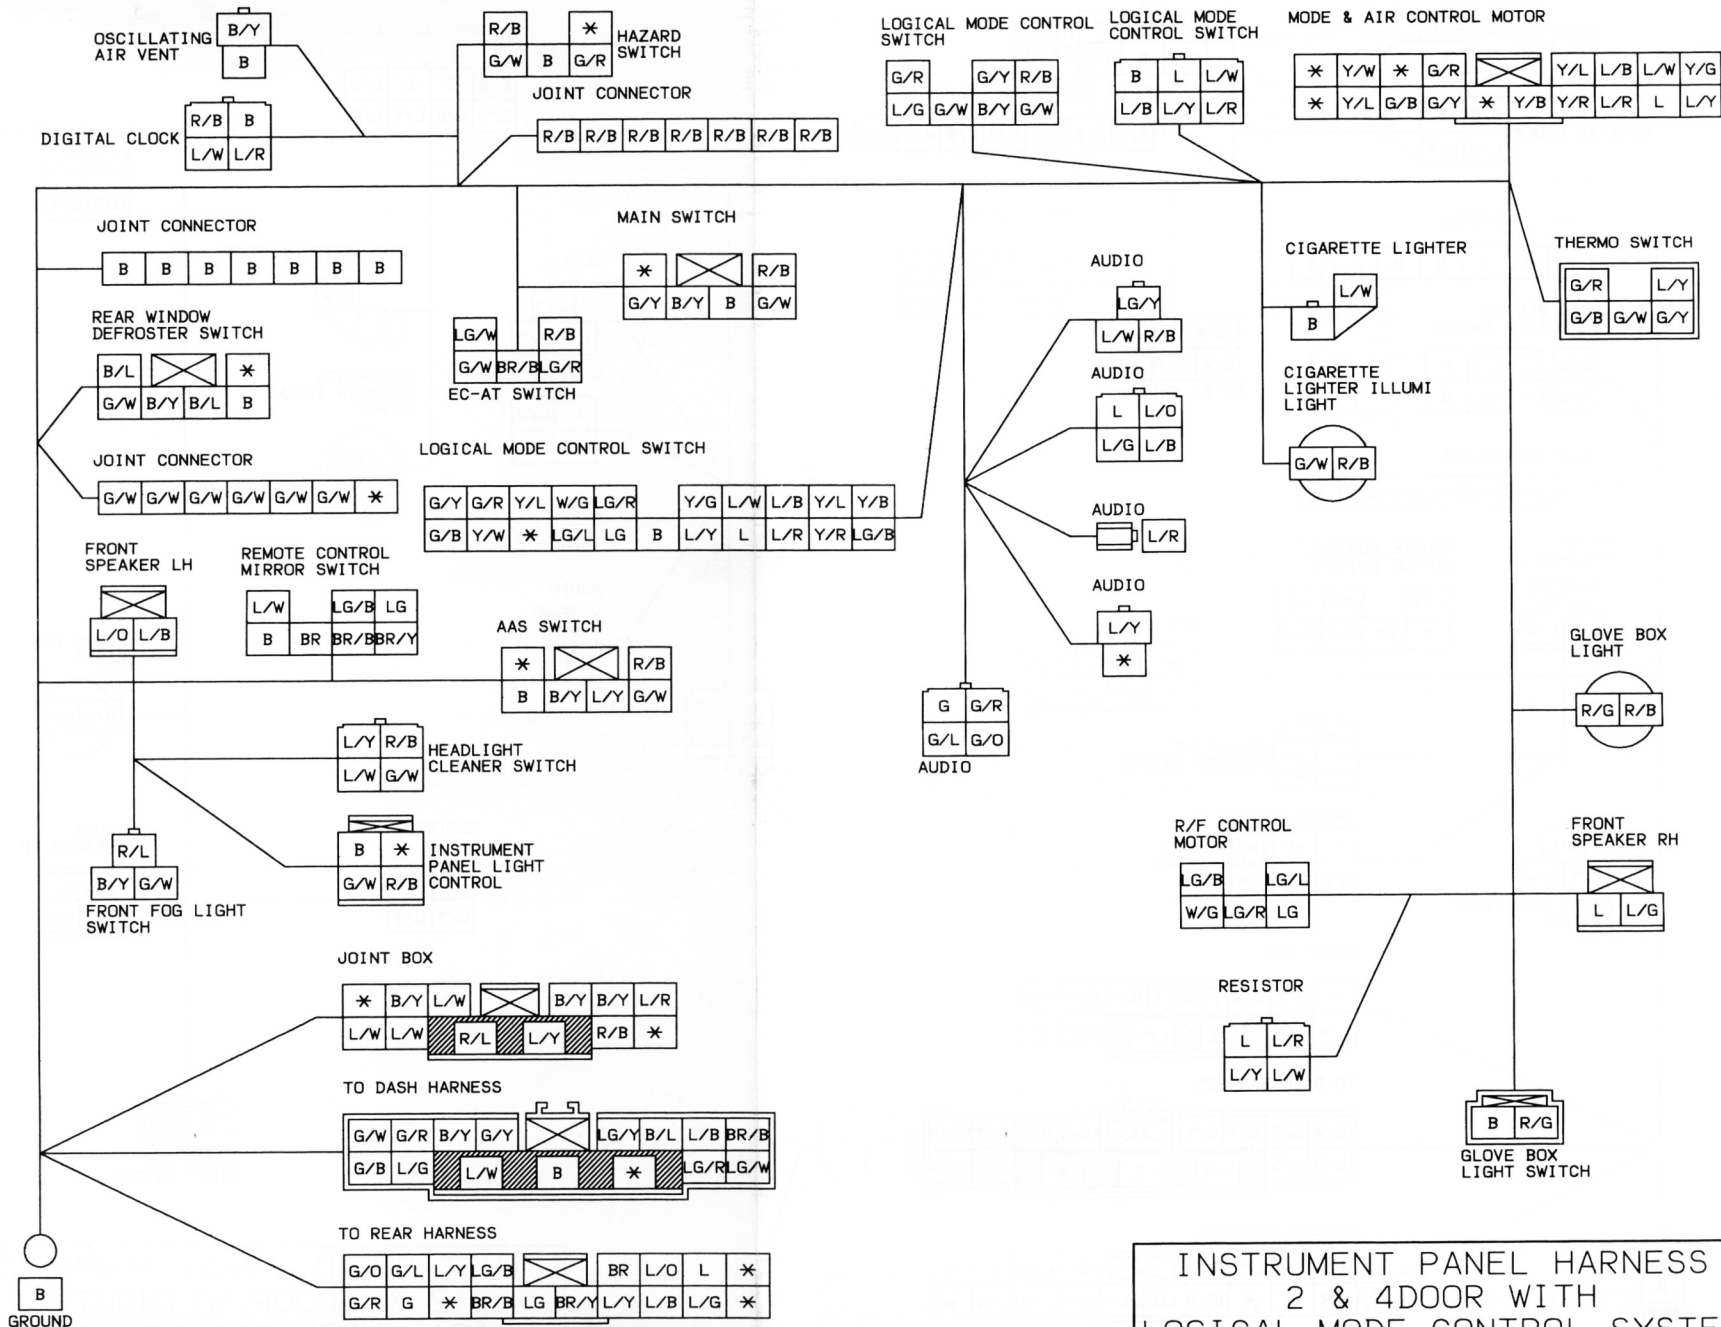 OSCILLATING
AIR VENT
B/Y
B
R/B ✳
G/W B G/R
HAZARD
SWITCH
LOGICAL MODE CONTROL
SWITCH
G/R G/Y R/B
L/G G/W B/Y G/W
LOGICAL MODE
CONTROL SWITCH
B L L/W
L/B L/Y L/R
MODE & AIR CONTROL MOTOR
✳ Y/W ✳ G/R Y/L L/B L/W Y/G
✳ Y/L G/B G/Y ✳ Y/B Y/R L/R L L/Y
DIGITAL CLOCK
R/B B
L/W L/R
JOINT CONNECTOR
R/B R/B R/B R/B R/B R/B R/B
JOINT CONNECTOR
B B B B B B B
MAIN SWITCH
✳ R/B
G/Y B/Y B G/W
REAR WINDOW
DEFROSTER SWITCH
B/L ✳
G/W B/Y B/L B
LG/W R/B
G/W BR/B LG/R
EC-AT SWITCH
AUDIO
LG/Y
L/W R/B
CIGARETTE LIGHTER
L/W
B
THERMO SWITCH
G/R L/Y
G/B G/W G/Y
AUDIO
L L/O
L/G L/B
CIGARETTE
LIGHTER ILLUMI
LIGHT
G/W R/B
JOINT CONNECTOR
G/W G/W G/W G/W G/W G/W ✳
LOGICAL MODE CONTROL SWITCH
G/Y G/R Y/L W/G LG/R Y/G L/W L/B Y/L Y/B
G/B Y/W ✳ LG/L LG B L/Y L L/R Y/R LG/B
AUDIO
L/R
FRONT
SPEAKER LH
L/O L/B
REMOTE CONTROL
MIRROR SWITCH
L/W LG/B LG
B BR BR/B BR/Y
AAS SWITCH
✳ R/B
B B/Y L/Y G/W
AUDIO
L/Y
✳
G G/R
G/L G/O
AUDIO
GLOVE BOX
LIGHT
R/G R/B
L/Y R/B
L/W G/W
HEADLIGHT
CLEANER SWITCH
R/L
B/Y G/W
FRONT FOG LIGHT
SWITCH
B ✳
G/W R/B
INSTRUMENT
PANEL LIGHT
CONTROL
R/F CONTROL
MOTOR
LG/B LG/L
W/G LG/R LG
FRONT
SPEAKER RH
L L/G
JOINT BOX
✳ B/Y L/W B/Y B/Y L/R
L/W L/W R/L L/Y R/B ✳
RESISTOR
L L/R
L/Y L/W
TO DASH HARNESS
G/W G/R B/Y G/Y LG/Y B/L L/B BR/B
G/B L/G L/W B ✳ LG/R LG/W
B R/G
GLOVE BOX
LIGHT SWITCH
TO REAR HARNESS
G/O G/L L/Y LG/B BR L/O L ✳
G/R G ✳ BR/B LG BR/Y L/Y L/B L/G ✳
B
GROUND
INSTRUMENT PANEL HARNESS
2 & 4DOOR WITH
LOGICAL MODE CONTROL SYSTE